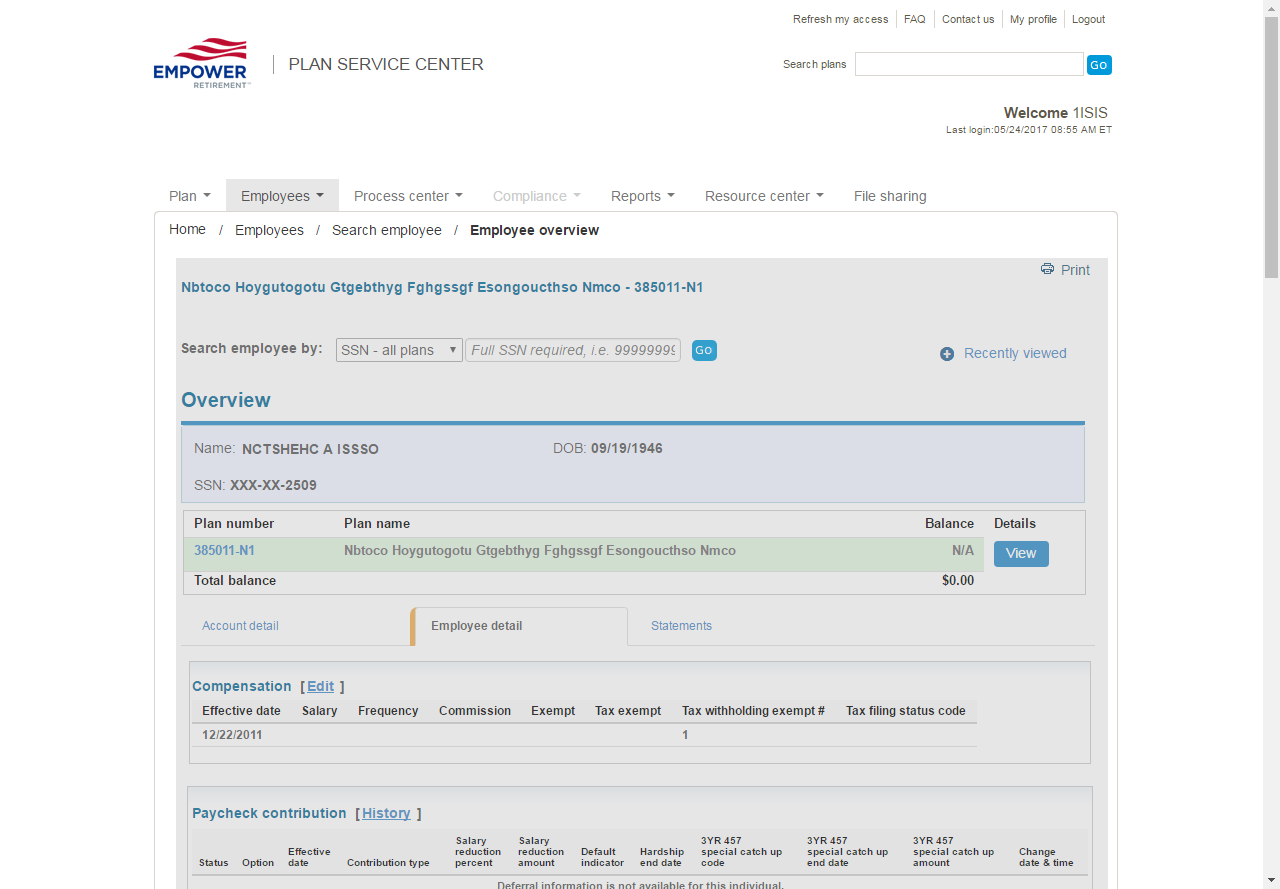 Refresh my access FAQ Contact us My profile Logout
EMPOWER
RETIREMENT™
PLAN SERVICE CENTER
Search plans Go
Welcome 1ISIS
Last login:05/24/2017 08:55 AM ET
Plan Employees Process center Compliance Reports Resource center File sharing
Home / Employees / Search employee / Employee overview
Print
Nbtoco Hoygutogotu Gtgebthyg Fghgssgf Esongoucthso Nmco - 385011-N1
Search employee by: SSN - all plans Full SSN required, i.e. 99999999 Go
Recently viewed
Overview
Name: NCTSHEHC A ISSSO DOB: 09/19/1946
SSN: XXX-XX-2509
Plan number Plan name Balance Details
385011-N1 Nbtoco Hoygutogotu Gtgebthyg Fghgssgf Esongoucthso Nmco N/A View
Total balance $0.00
Account detail Employee detail Statements
Compensation [ Edit ]
Effective date Salary Frequency Commission Exempt Tax exempt Tax withholding exempt # Tax filing status code
12/22/2011 1
Paycheck contribution [ History ]
Status Option Effective date Contribution type Salary reduction percent Salary reduction amount Default indicator Hardship end date 3YR 457 special catch up code 3YR 457 special catch up end date 3YR 457 special catch up amount Change date & time
Deferral information is not available for this individual.